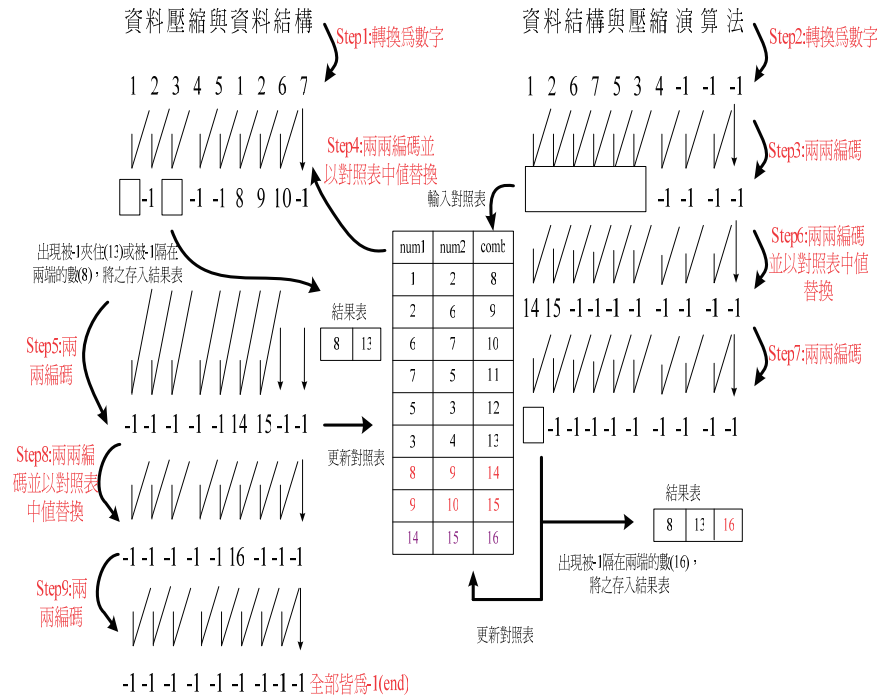 資料壓縮與資料結構
Step1:轉換爲數字
1 2 3 4 5 1 2 6 7
Step4:兩兩編碼並
以對照表中値替換
-1 -1 -1 8 9 10 -1
出現被-1夾住(13)或被-1隔在
兩端的數(8)，將之存入結果表
結果表
8 13
Step5:兩
兩編碼
-1 -1 -1 -1 -1 14 15 -1 -1
更新對照表
Step8:兩兩編
碼並以對照表
中値替換
-1 -1 -1 -1 -1 16 -1 -1 -1
Step9:兩
兩編碼
-1 -1 -1 -1 -1 -1 -1 -1 -1 全部皆爲-1(end)
num1 num2 comb
1 2 8
2 6 9
6 7 10
7 5 11
5 3 12
3 4 13
8 9 14
9 10 15
14 15 16
資料結構與壓縮演算法
Step2:轉換爲數字
1 2 6 7 5 3 4 -1 -1 -1
Step3:兩兩編碼
輸入對照表
-1 -1 -1 -1
Step6:兩兩編碼
並以對照表中値
替換
14 15 -1 -1 -1 -1 -1 -1 -1 -1
Step7:兩兩編碼
-1 -1 -1 -1 -1 -1 -1 -1 -1
結果表
8 13 16
出現被-1隔在兩端的數(16)，
將之存入結果表
更新對照表